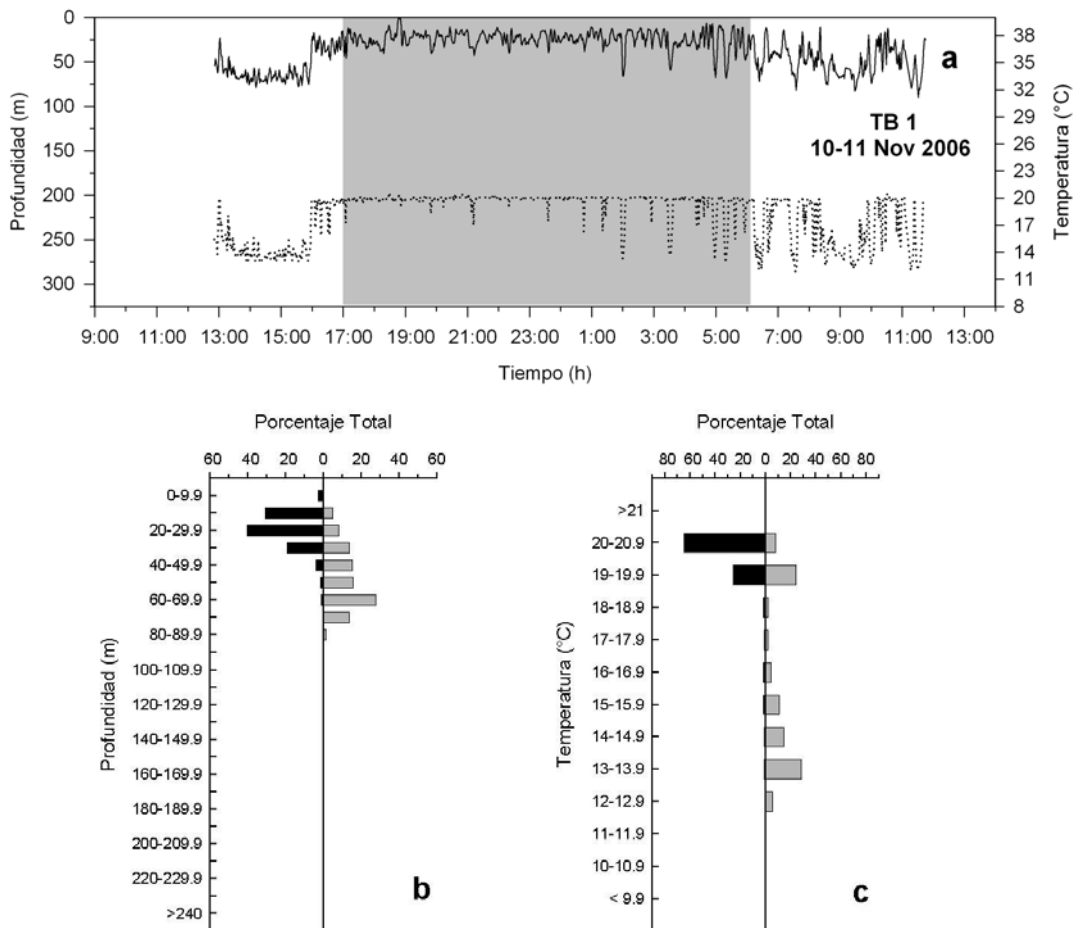 0
50
100
150
200
250
300
Profundidad (m)
38
35
32
29
26
23
20
17
14
11
8
Temperatura (°C)
a
TB 1
10-11 Nov 2006
9:00 11:00 13:00 15:00 17:00 19:00 21:00 23:00 1:00 3:00 5:00 7:00 9:00 11:00 13:00
Tiempo (h)
Porcentaje Total
60 40 20 0 20 40 60
0-9.9
20-29.9
40-49.9
60-69.9
80-89.9
100-109.9
120-129.9
140-149.9
160-169.9
180-189.9
200-209.9
220-229.9
>240
Profundidad (m)
b
Porcentaje Total
80 60 40 20 0 20 40 60 80
>21
20-20.9
19-19.9
18-18.9
17-17.9
16-16.9
15-15.9
14-14.9
13-13.9
12-12.9
11-11.9
10-10.9
< 9.9
Temperatura (°C)
c